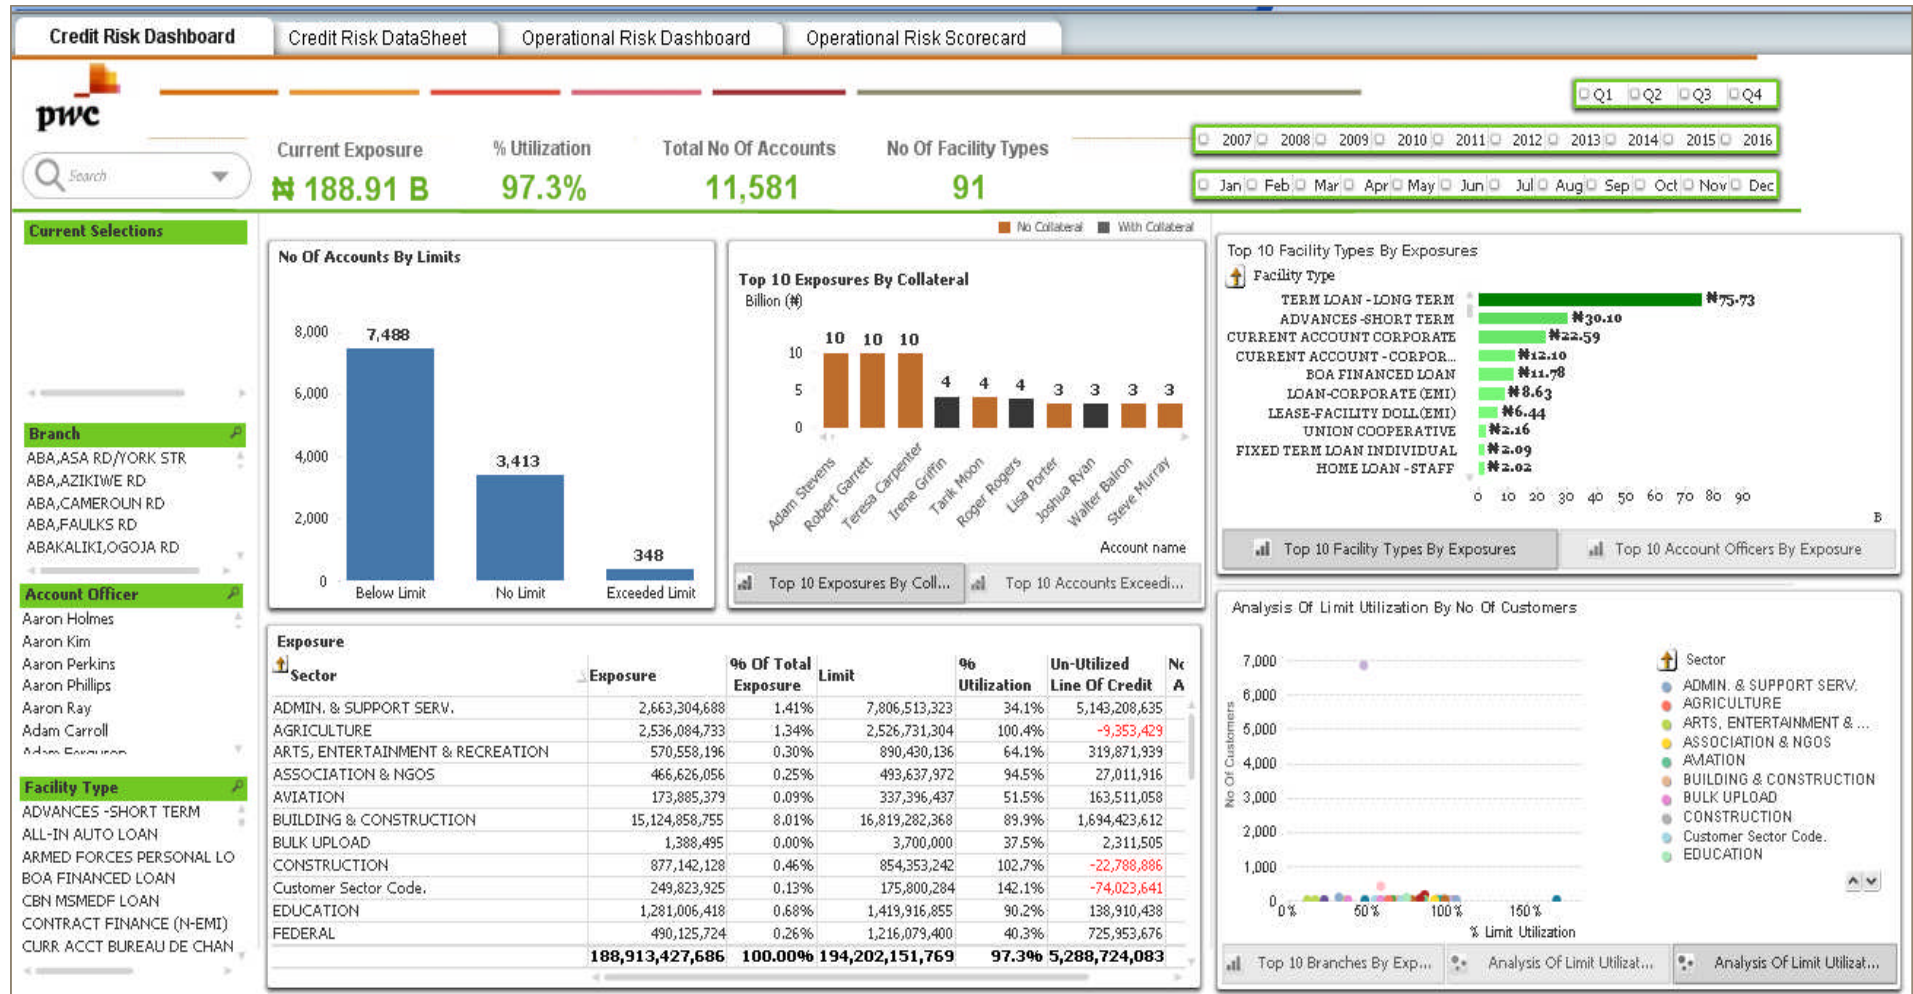 Credit Risk Dashboard
Credit Risk DataSheet
Operational Risk Dashboard
Operational Risk Scorecard
pwc
Q1 Q2 Q3 Q4
2007 2008 2009 2010 2011 2012 2013 2014 2015 2016
Jan Feb Mar Apr May Jun Jul Aug Sep Oct Nov Dec
Search
Current Exposure
₦ 188.91 B
% Utilization
97.3%
Total No Of Accounts
11,581
No Of Facility Types
91
Current Selections
Branch
ABA,ASA RD/YORK STR
ABA,AZIKIWE RD
ABA,CAMEROUN RD
ABA,FAULKS RD
ABAKALIKI,OGOJA RD
Account Officer
Aaron Holmes
Aaron Kim
Aaron Perkins
Aaron Phillips
Aaron Ray
Adam Carroll
Adam Ferguson
Facility Type
ADVANCES -SHORT TERM
ALL-IN AUTO LOAN
ARMED FORCES PERSONAL LO
BOA FINANCED LOAN
CBN MSMEDF LOAN
CONTRACT FINANCE (N-EMI)
CURR ACCT BUREAU DE CHAN
No Of Accounts By Limits
8,000
6,000
4,000
2,000
0
7,488
3,413
348
Below Limit
No Limit
Exceeded Limit
No Collateral With Collateral
Top 10 Exposures By Collateral
Billion (₦)
10
5
0
10 10 10 4 4 4 3 3 3 3
Adam Stevens
Robert Garrett
Teresa Carpenter
Irene Griffin
Tarik Moon
Roger Rogers
Lisa Porter
Joshua Ryan
Walter Balron
Steve Murray
Account name
Top 10 Exposures By Coll...
Top 10 Accounts Exceedi...
Top 10 Facility Types By Exposures
Facility Type
TERM LOAN -LONG TERM ₦75.73
ADVANCES -SHORT TERM ₦30.10
CURRENT ACCOUNT CORPORATE ₦22.59
CURRENT ACCOUNT -CORPOR... ₦12.10
BOA FINANCED LOAN ₦11.78
LOAN-CORPORATE (EMI) ₦8.63
LEASE-FACILITY DOLL(EMI) ₦6.44
UNION COOPERATIVE ₦2.16
FIXED TERM LOAN INDIVIDUAL ₦2.09
HOME LOAN -STAFF ₦2.02
0 10 20 30 40 50 60 70 80 90
B
Top 10 Facility Types By Exposures
Top 10 Account Officers By Exposure
Exposure
Sector Exposure % Of Total Exposure Limit % Utilization Un-Utilized Line Of Credit
ADMIN. & SUPPORT SERV. 2,663,304,688 1.41% 7,806,513,323 34.1% 5,143,208,635
AGRICULTURE 2,536,084,733 1.34% 2,526,731,304 100.4% -9,353,429
ARTS, ENTERTAINMENT & RECREATION 570,558,196 0.30% 890,430,136 64.1% 319,871,939
ASSOCIATION & NGOS 466,626,056 0.25% 493,637,972 94.5% 27,011,916
AVIATION 173,885,379 0.09% 337,396,437 51.5% 163,511,058
BUILDING & CONSTRUCTION 15,124,858,755 8.01% 16,819,282,368 89.9% 1,694,423,612
BULK UPLOAD 1,388,495 0.00% 3,700,000 37.5% 2,311,505
CONSTRUCTION 877,142,128 0.46% 854,353,242 102.7% -22,788,886
Customer Sector Code. 249,823,925 0.13% 175,800,284 142.1% -74,023,641
EDUCATION 1,281,006,418 0.68% 1,419,916,855 90.2% 138,910,438
FEDERAL 490,125,724 0.26% 1,216,079,400 40.3% 725,953,676
188,913,427,686 100.00% 194,202,151,769 97.3% 5,288,724,083
Analysis Of Limit Utilization By No Of Customers
No Of Customers
7,000
6,000
5,000
4,000
3,000
2,000
1,000
0
0% 50% 100% 150%
% Limit Utilization
Sector
ADMIN. & SUPPORT SERV.
AGRICULTURE
ARTS, ENTERTAINMENT & ...
ASSOCIATION & NGOS
AVIATION
BUILDING & CONSTRUCTION
BULK UPLOAD
CONSTRUCTION
Customer Sector Code.
EDUCATION
Top 10 Branches By Exp...
Analysis Of Limit Utilizat...
Analysis Of Limit Utilizat...